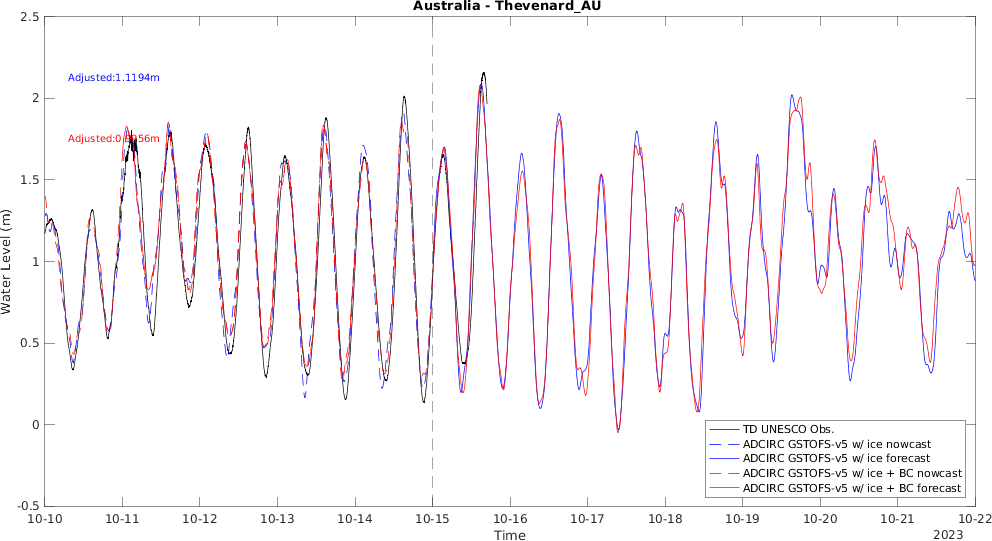 Australia - Thevenard_AU
Adjusted:1.1194m
Water Level (m)
2.5
2
1.5
1
0.5
0
-0.5
TD UNESCO Obs.
ADCIRC GSTOFS-v5 w/ ice nowcast
ADCIRC GSTOFS-v5 w/ ice forecast
ADCIRC GSTOFS-v5 w/ ice + BC nowcast
ADCIRC GSTOFS-v5 w/ ice + BC forecast
10-10 10-11 10-12 10-13 10-14 10-15 10-16 10-17 10-18 10-19 10-20 10-21 10-22
Time
2023